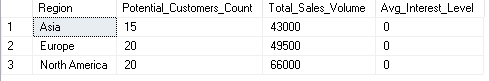 Region Potential_Customers_Count Total_Sales_Volume Avg_Interest_Level
1 Asia 15 43000 0
2 Europe 20 49500 0
3 North America 20 66000 0